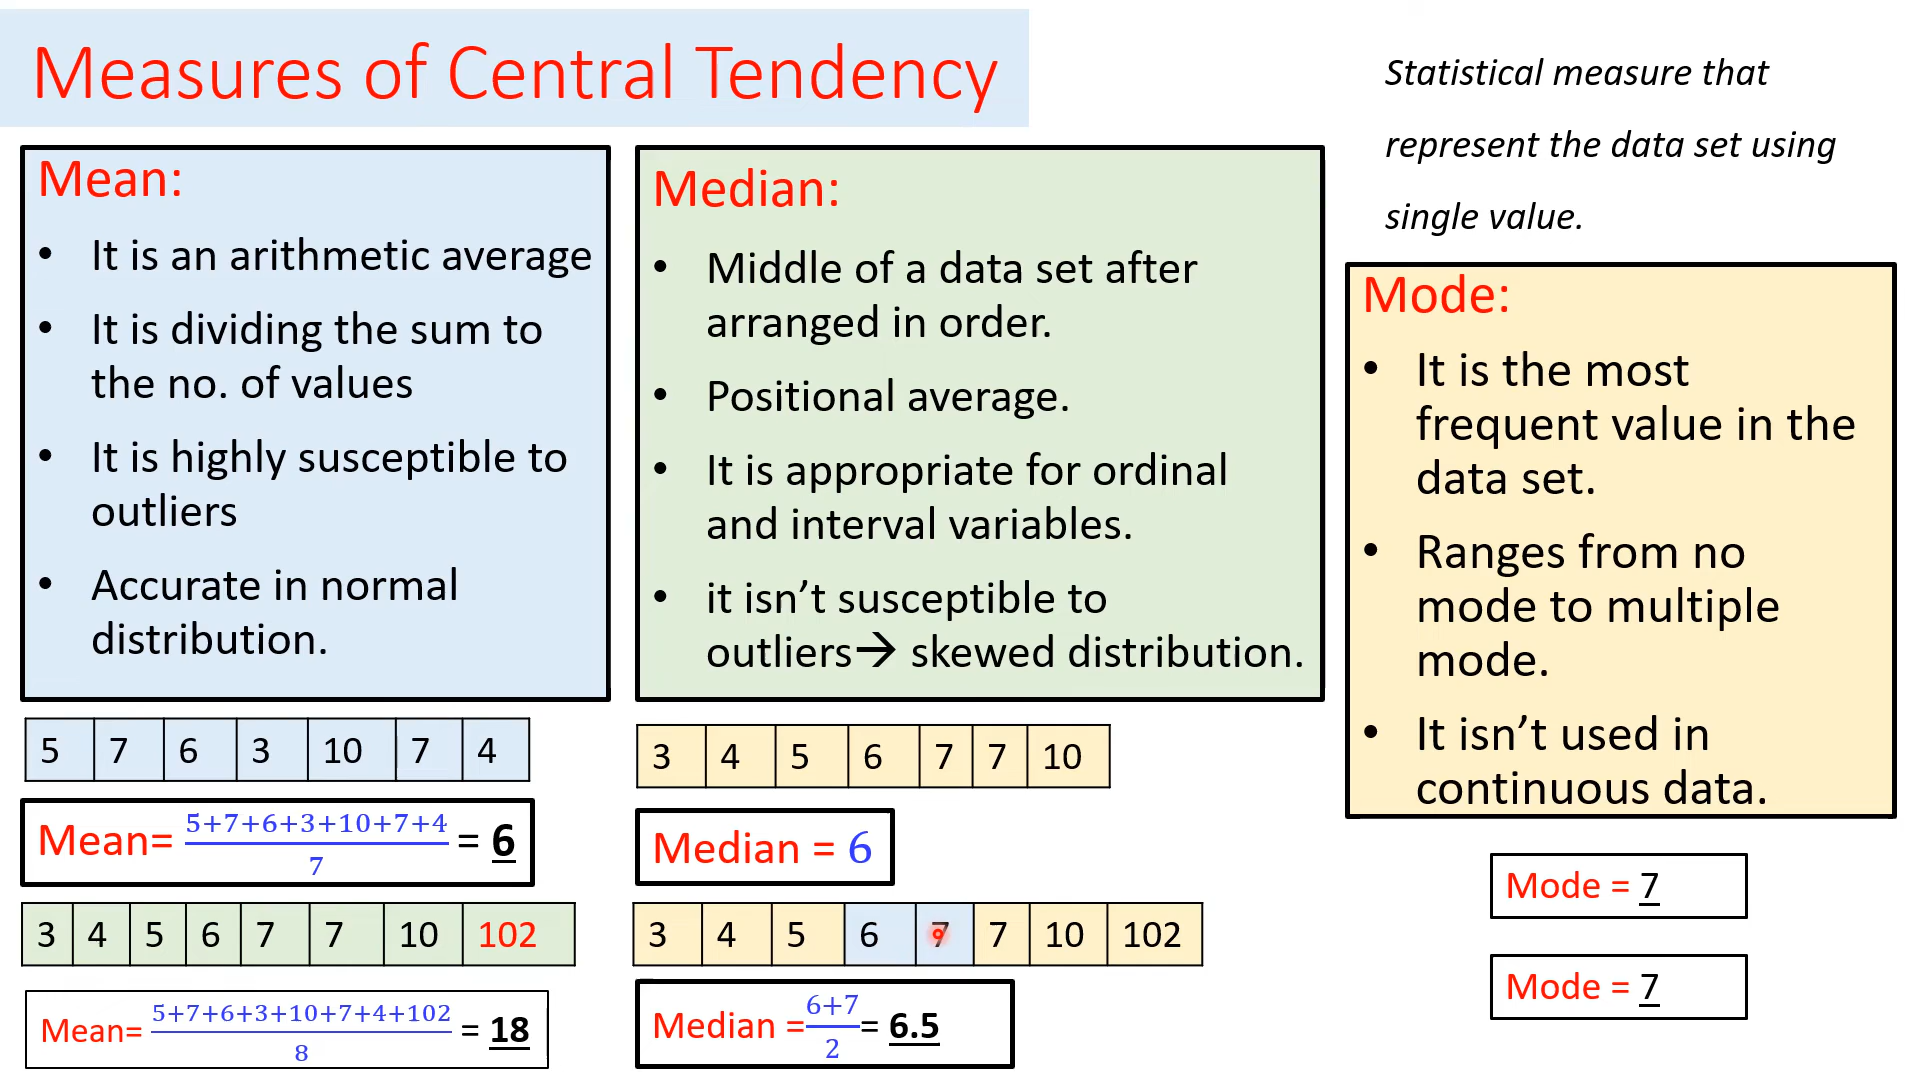 Measures of Central Tendency
Statistical measure that
represent the data set using
single value.
Mean:
• It is an arithmetic average
• It is dividing the sum to
the no. of values
• It is highly susceptible to
outliers
• Accurate in normal
distribution.
Median:
• Middle of a data set after
arranged in order.
• Positional average.
• It is appropriate for ordinal
and interval variables.
• it isn’t susceptible to
outliers→ skewed distribution.
Mode:
• It is the most
frequent value in the
data set.
• Ranges from no
mode to multiple
mode.
• It isn’t used in
continuous data.
5 7 6 3 10 7 4
Mean= 5+7+6+3+10+7+4
7
= 6
3 4 5 6 7 7 10 102
Mean= 5+7+6+3+10+7+4+102
8
= 18
3 4 5 6 7 7 10
Median = 6
3 4 5 6 7 7 10 102
Median = 6+7
2
= 6.5
Mode = 7
Mode = 7